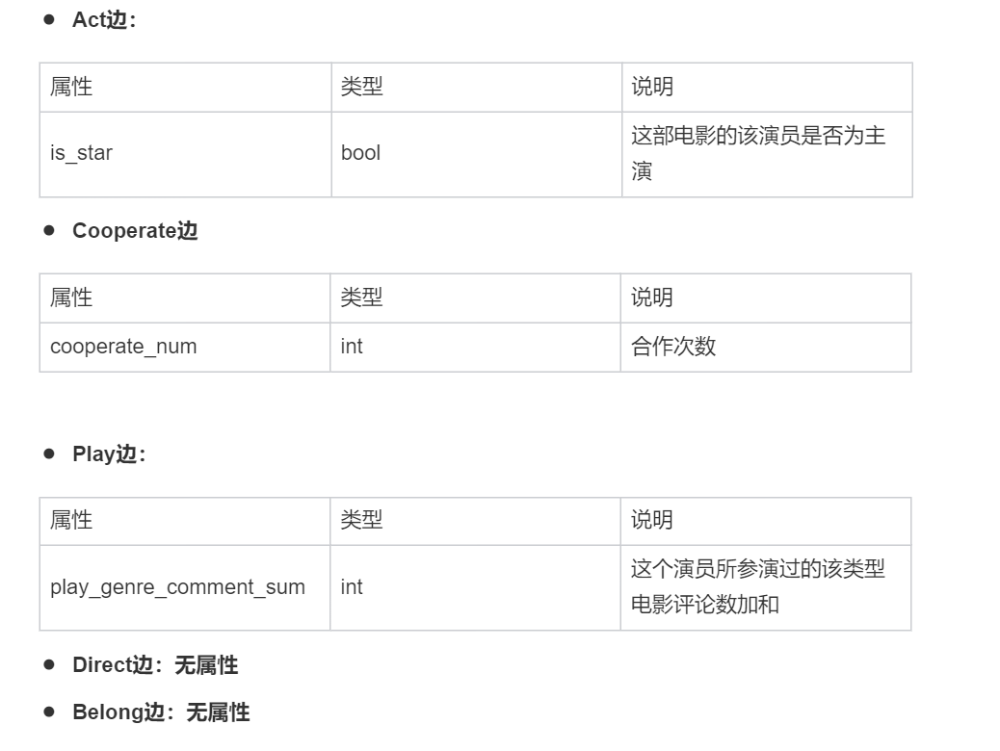 ● Act边：
属性 类型 说明
is_star bool 这部电影的该演员是否为主
演
● Cooperate边
属性 类型 说明
cooperate_num int 合作次数
● Play边：
属性 类型 说明
play_genre_comment_sum int 这个演员所参演过的该类型
电影评论数加和
● Direct边：无属性
● Belong边：无属性